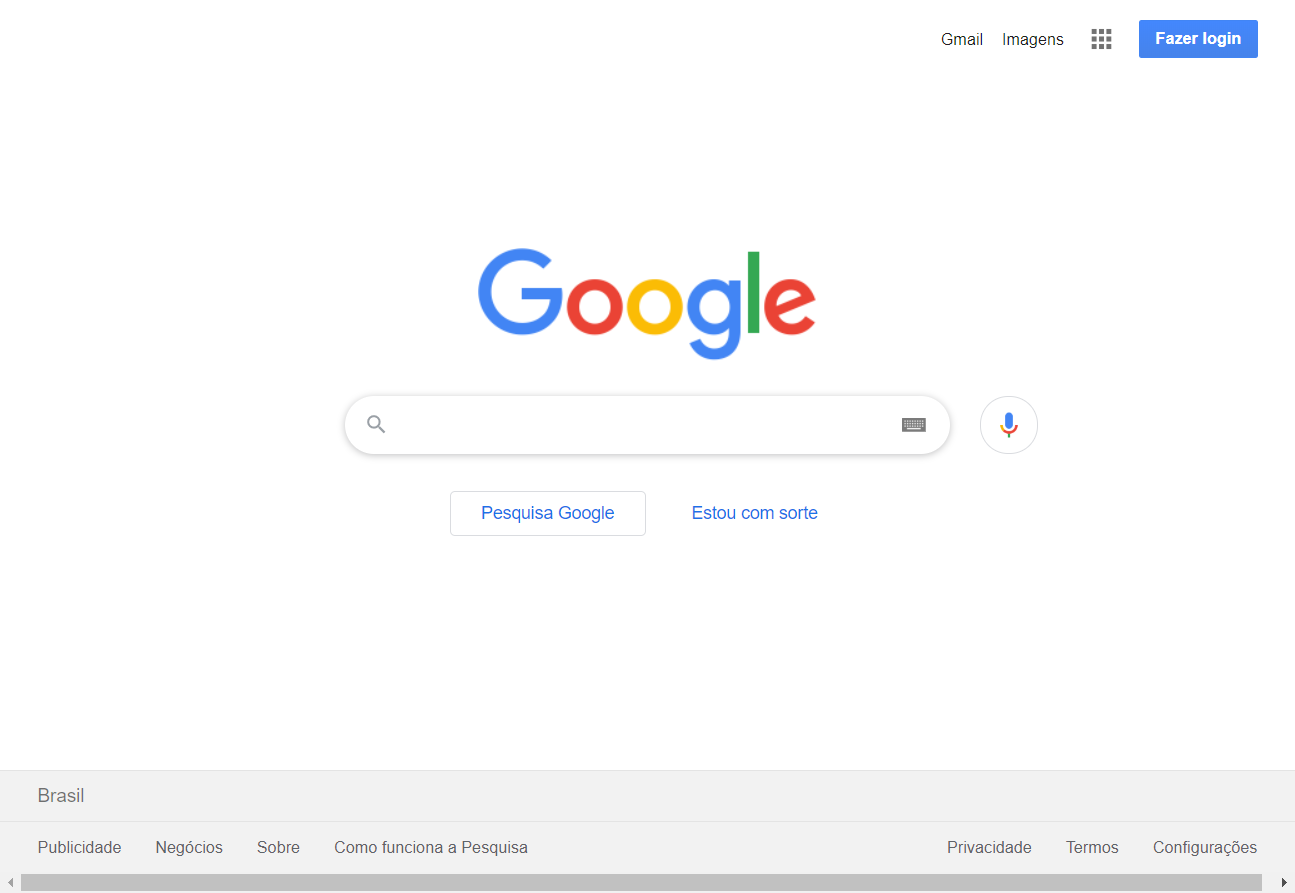 Gmail Imagens Fazer login
Google
Pesquisa Google Estou com sorte
Brasil
Publicidade Negócios Sobre Como funciona a Pesquisa Privacidade Termos Configurações